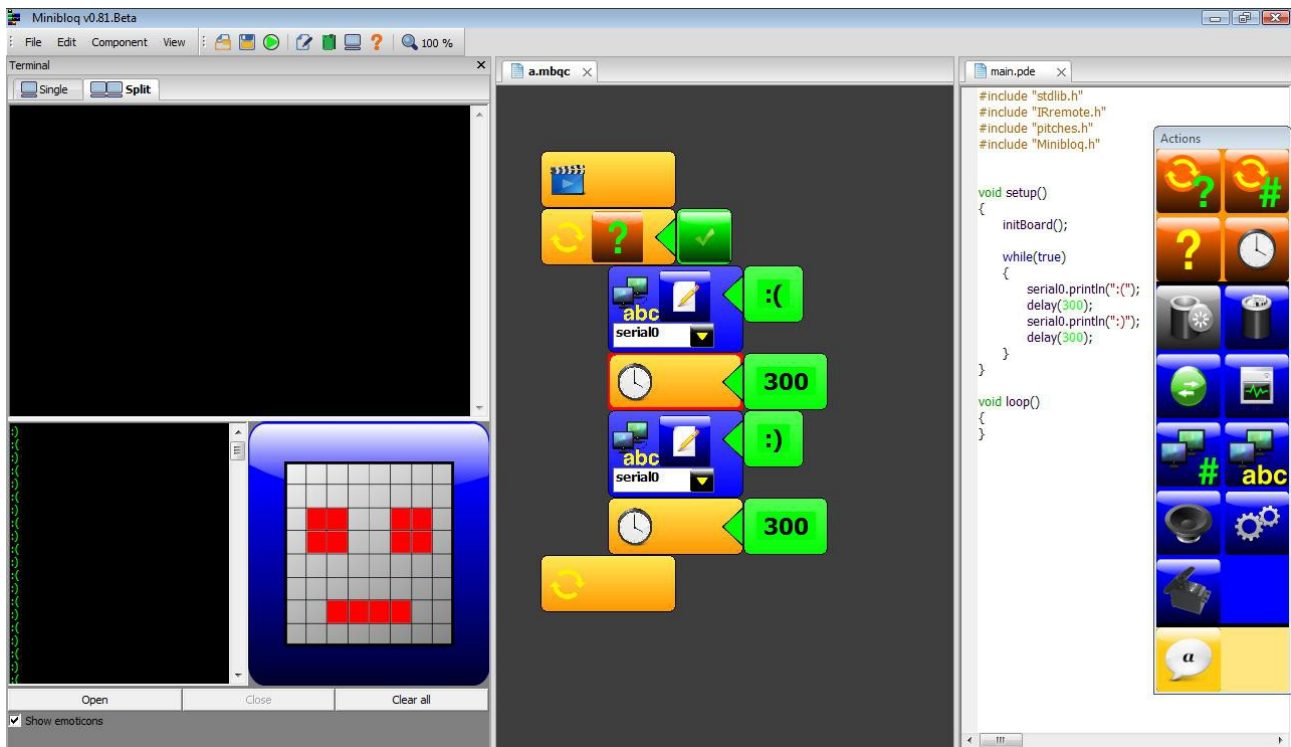 Minibloq v0.81.Beta
File Edit Component View 100 %
Terminal
Single Split
:)
:(
:)
:(
:)
:(
:)
:(
:)
:(
:)
:(
:)
:(
:)
:(
:)
:(
:)
:(
Open Close Clear all
Show emoticons
a.mbqc
?
:(
abc
serial0
300
:)
abc
serial0
300
main.pde
#include "stdlib.h"
#include "IRremote.h"
#include "pitches.h"
#include "Minibloq.h"
void setup()
{
initBoard();
while(true)
{
serial0.println(":(");
delay(300);
serial0.println(":)");
delay(300);
}
}
void loop()
{
}
Actions
? #
?
# abc
a